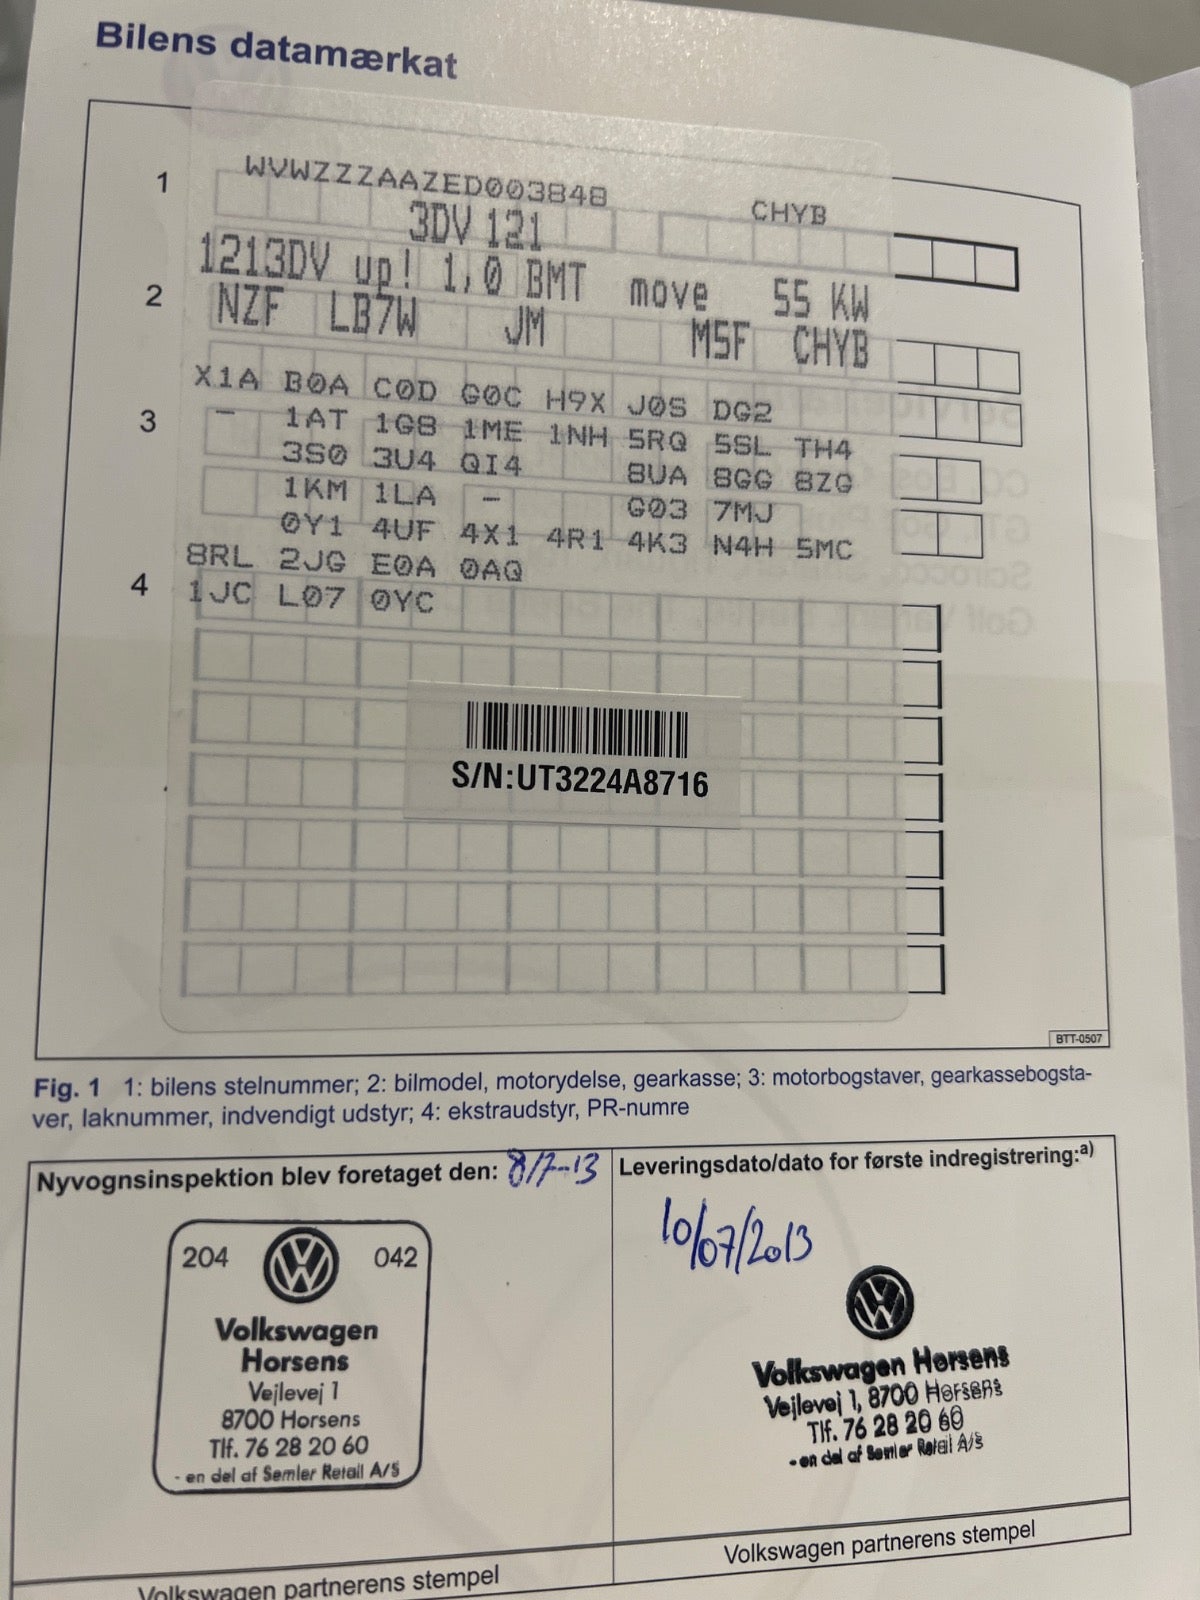 Bilens datamærkat
1 WVWZZZAAZED003848 CHYB
3DV 121
1213DV up! 1,0 BMT move 55 KW
2 NZF LB7W JM M5F CHYB
X1A B0A C0D G0C H9X J0S DG2
3 - 1AT 1G8 1ME 1NH 5RQ 5SL TH4
3S0 3U4 QI4 8UA 8GG 8ZG
1KM 1LA - G03 7MJ
0Y1 4UF 4X1 4R1 4K3 N4H 5MC
8RL 2JG E0A 0AQ
4 1JC L07 0YC
S/N:UT3224A8716
BTT-0507
Fig. 1 1: bilens stelnummer; 2: bilmodel, motorydelse, gearkasse; 3: motorbogstaver, gearkassebogsta-
ver, laknummer, indvendigt udstyr; 4: ekstraudstyr, PR-numre
Nyvognsinspektion blev foretaget den: 8/7-13
204 042
Volkswagen
Horsens
Vejlevej 1
8700 Horsens
Tlf. 76 28 20 60
- en del af Semler Retail A/S
Volkswagen partnerens stempel
Leveringsdato/dato for første indregistrering:a)
10/07/2013
Volkswagen Horsens
Vejlevej 1, 8700 Horsens
Tlf. 76 28 20 60
- en del af Semler Retail A/S
Volkswagen partnerens stempel